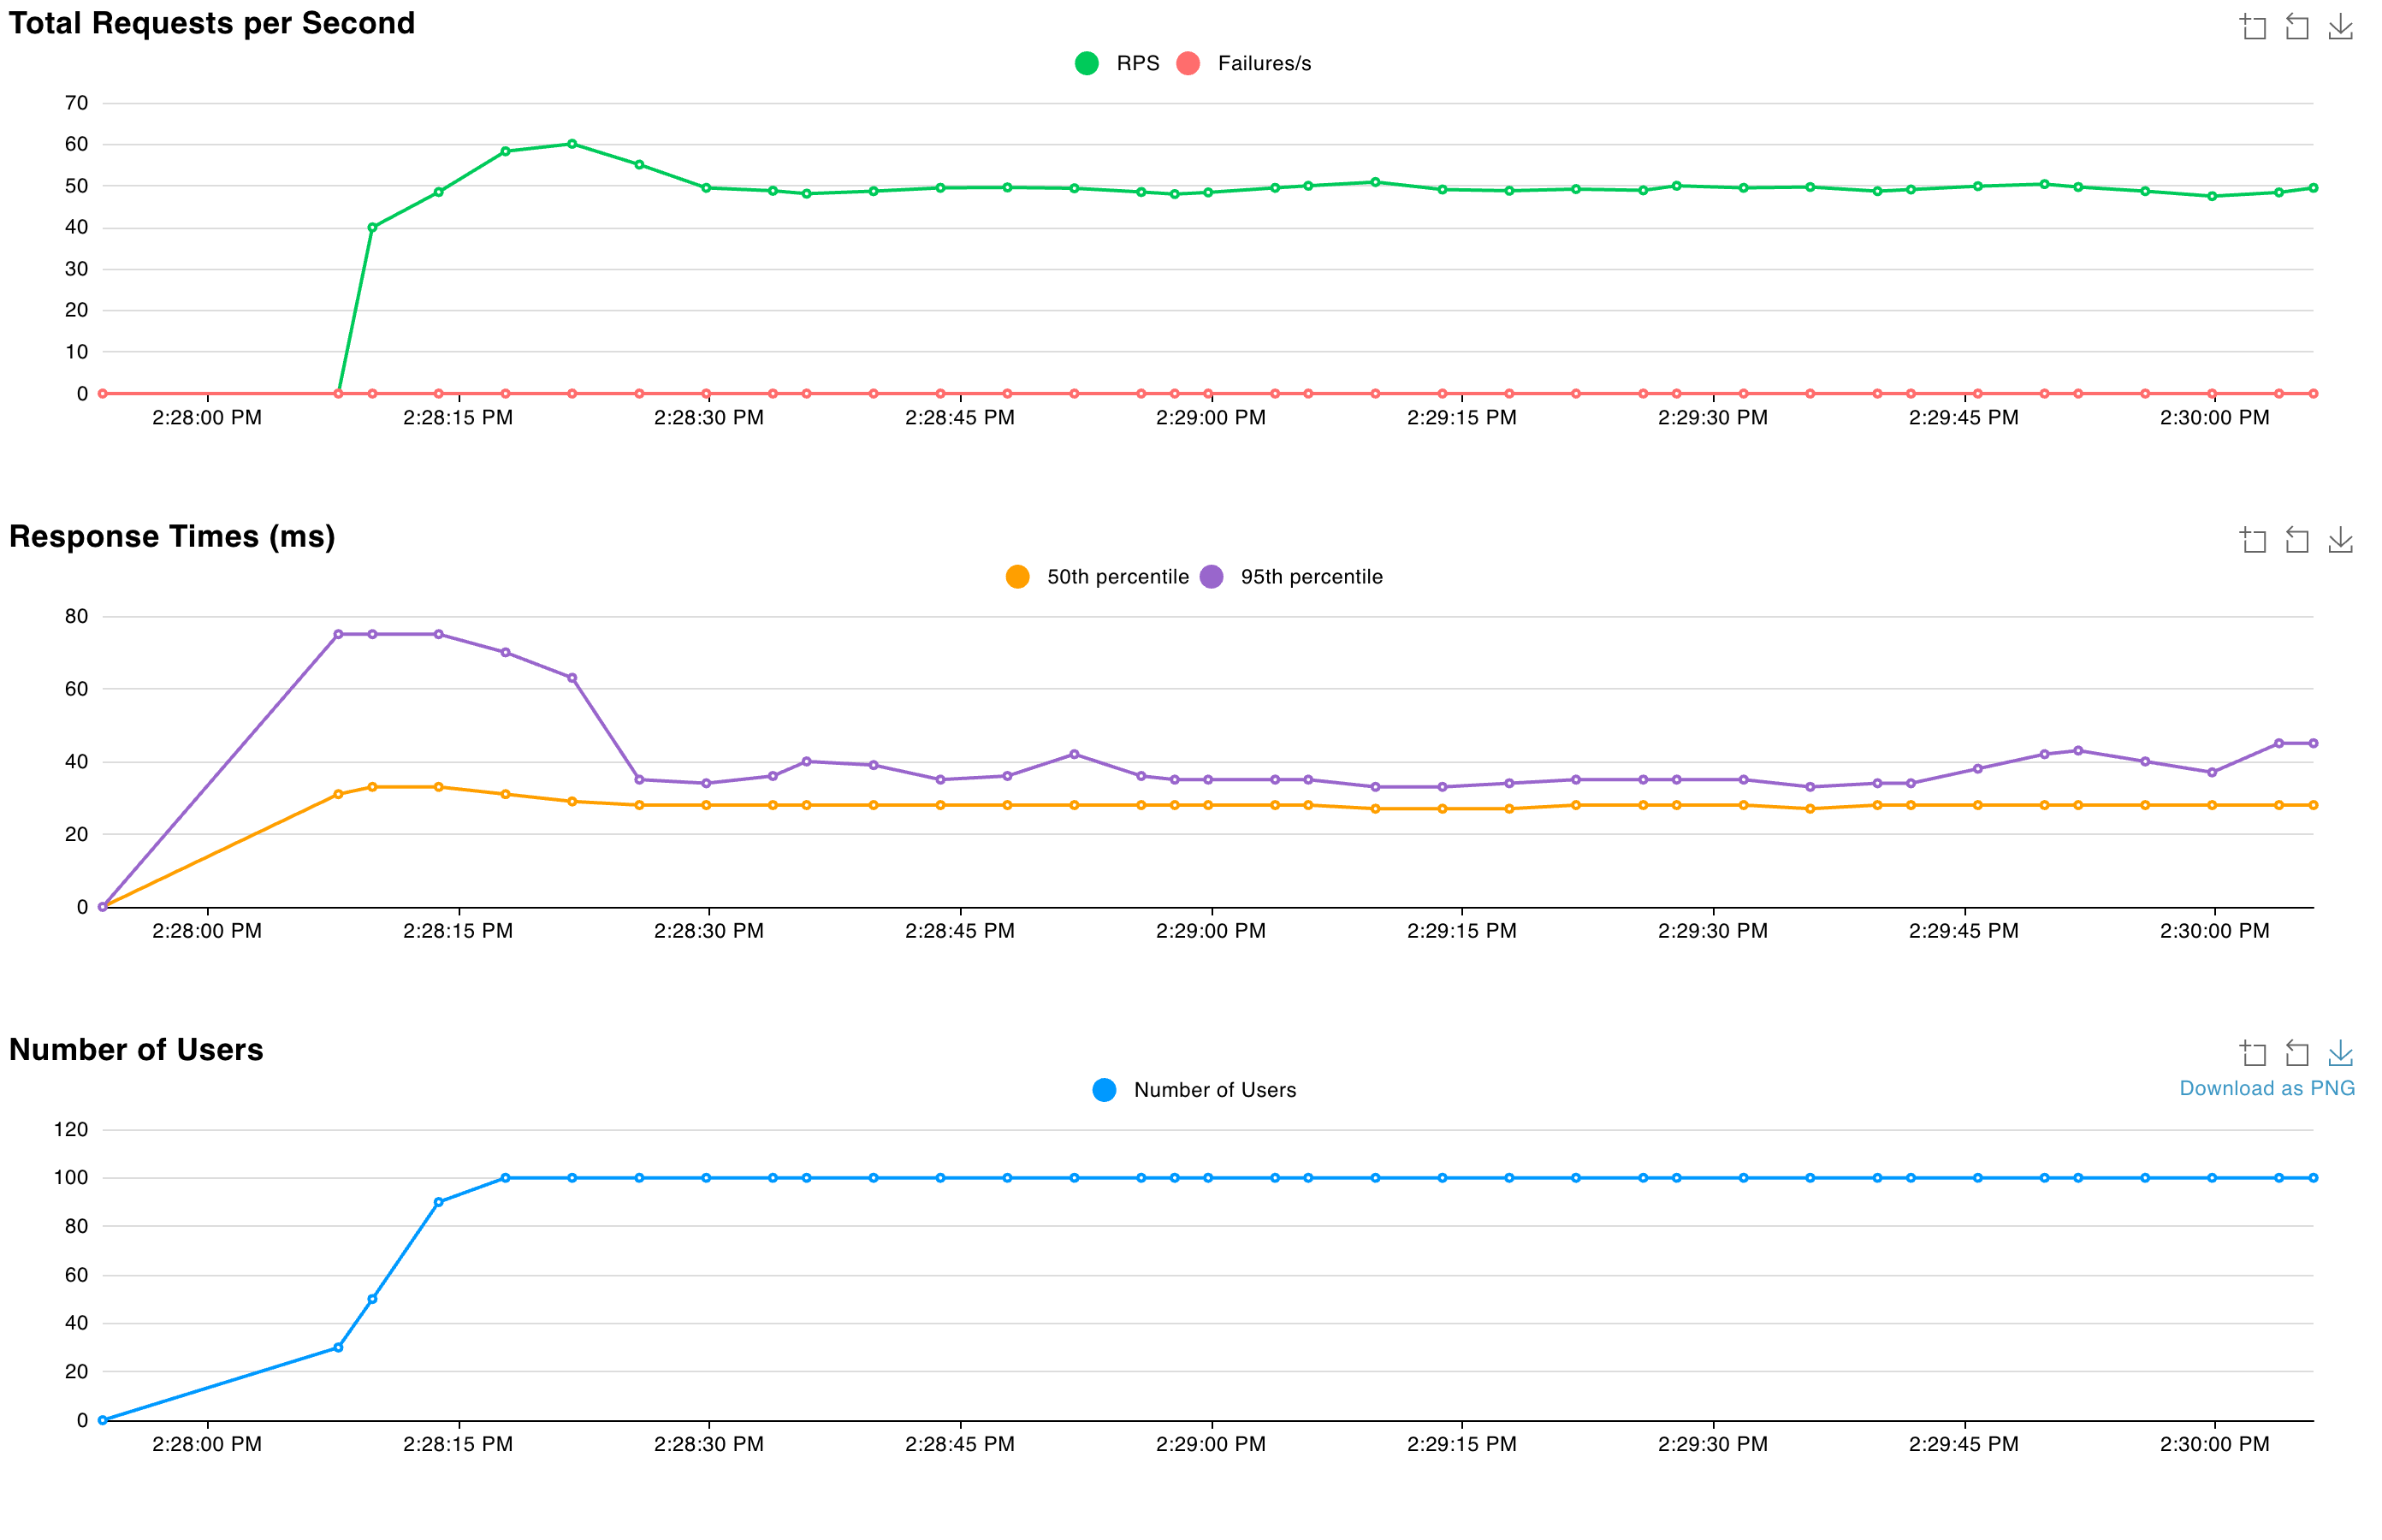 Total Requests per Second
RPS Failures/s
70
60
50
40
30
20
10
0
2:28:00 PM 2:28:15 PM 2:28:30 PM 2:28:45 PM 2:29:00 PM 2:29:15 PM 2:29:30 PM 2:29:45 PM 2:30:00 PM
Response Times (ms)
50th percentile 95th percentile
80
60
40
20
0
2:28:00 PM 2:28:15 PM 2:28:30 PM 2:28:45 PM 2:29:00 PM 2:29:15 PM 2:29:30 PM 2:29:45 PM 2:30:00 PM
Number of Users
Number of Users
Download as PNG
120
100
80
60
40
20
0
2:28:00 PM 2:28:15 PM 2:28:30 PM 2:28:45 PM 2:29:00 PM 2:29:15 PM 2:29:30 PM 2:29:45 PM 2:30:00 PM